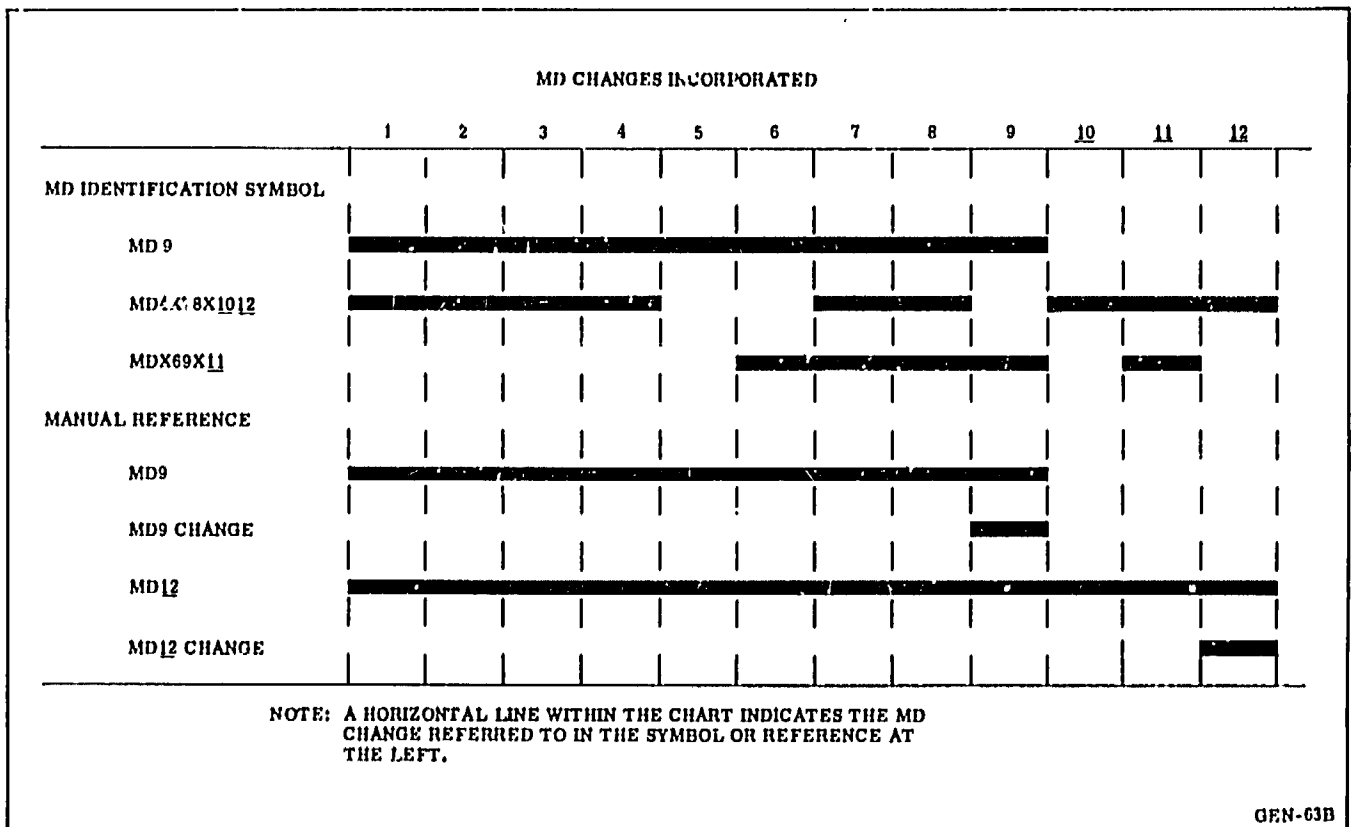 MD CHANGES INCORPORATED
1 2 3 4 5 6 7 8 9 10 11 12
MD IDENTIFICATION SYMBOL
MD 9
MDX69X11
MANUAL REFERENCE
MD9
MD9 CHANGE
MD12
MD12 CHANGE
NOTE: A HORIZONTAL LINE WITHIN THE CHART INDICATES THE MD
CHANGE REFERRED TO IN THE SYMBOL OR REFERENCE AT
THE LEFT.
GEN-63B